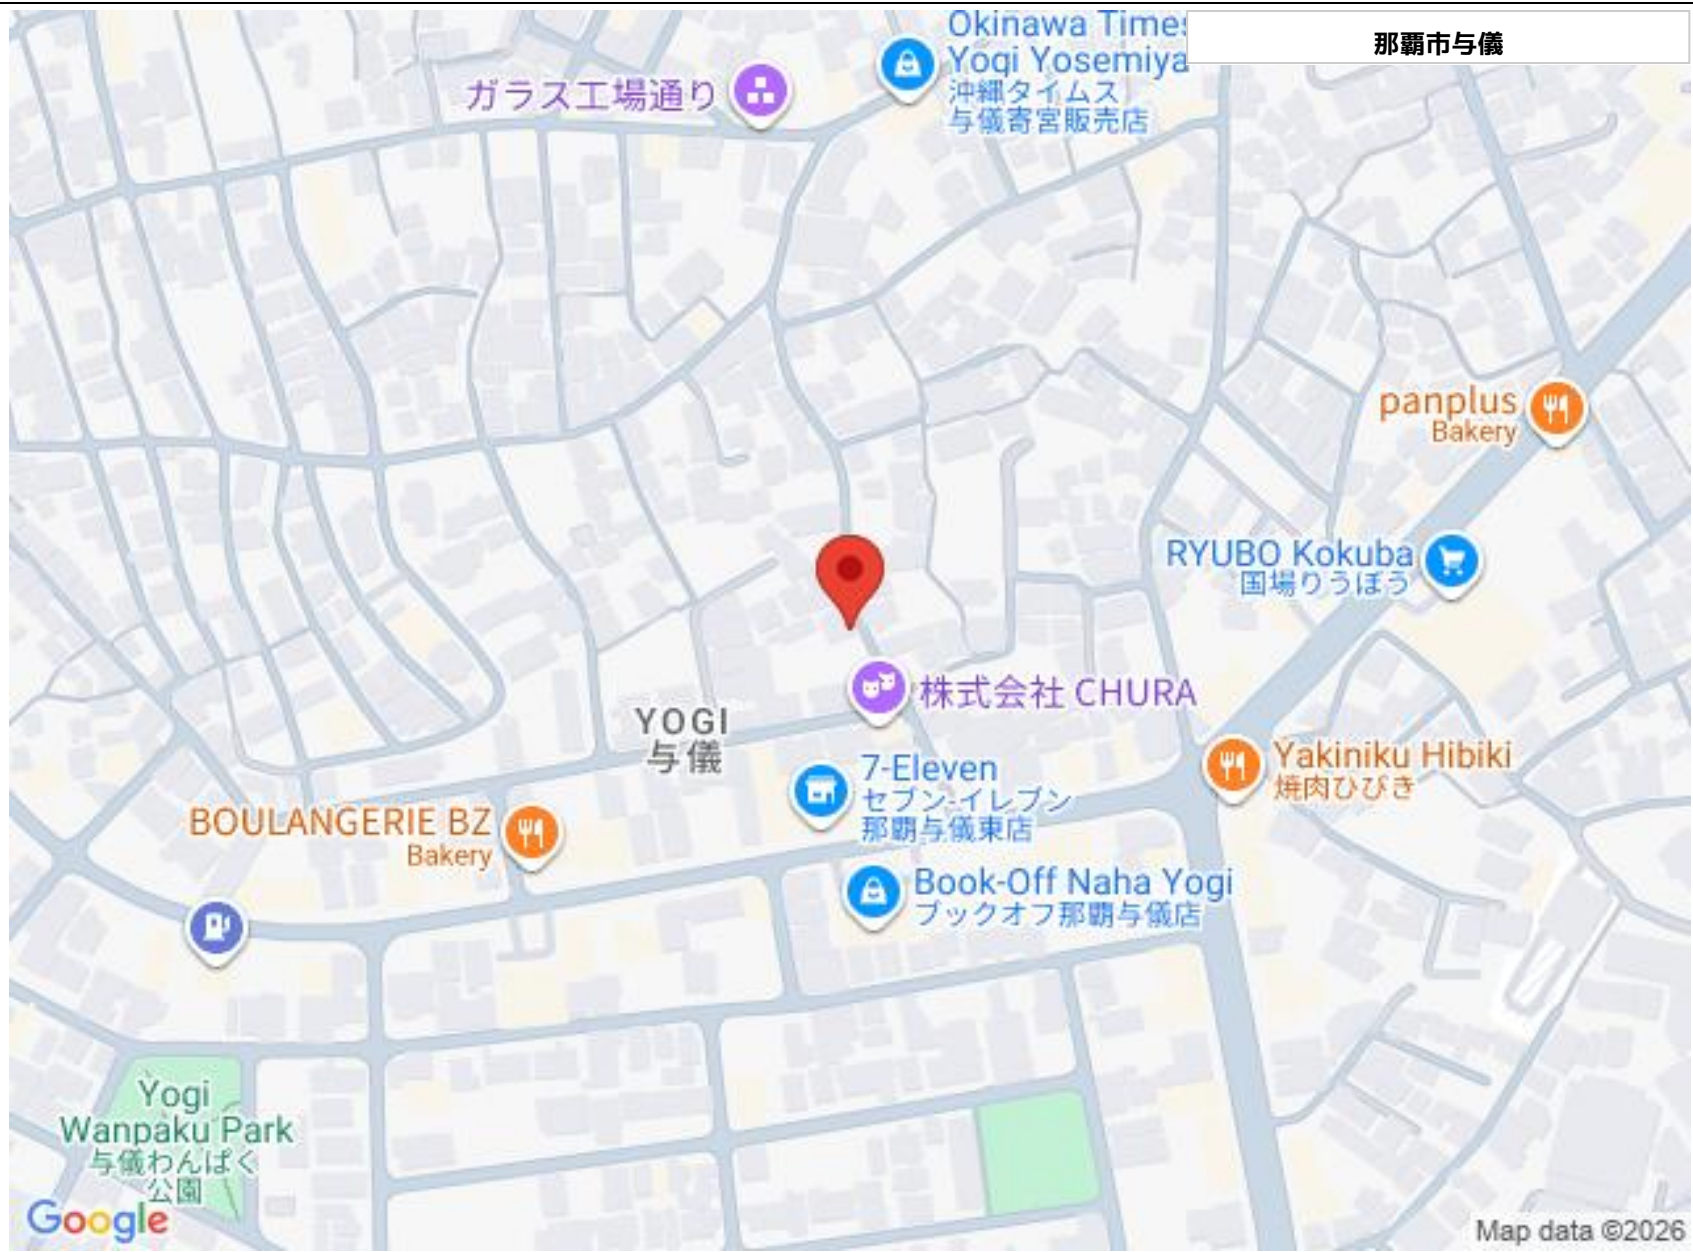 Okinawa Times
Yogi Yosemiya
沖縄タイムス
与儀寄宮販売店
那覇市与儀
ガラス工場通り
panplus
Bakery
RYUBO Kokuba
国場りうぼう
株式会社 CHURA
YOGI
与儀
Yakiniku Hibiki
焼肉ひびき
7-Eleven
セブン-イレブン
那覇与儀東店
BOULANGERIE BZ
Bakery
Book-Off Naha Yogi
ブックオフ那覇与儀店
Yogi
Wanpaku Park
与儀わんぱく
公園
Google
Map data ©2026